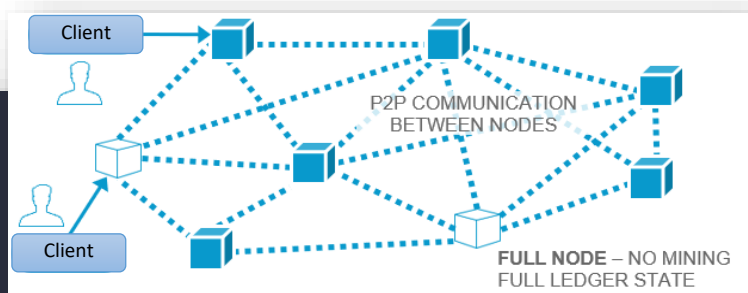 Client
P2P COMMUNICATION
BETWEEN NODES
Client
FULL NODE – NO MINING
FULL LEDGER STATE